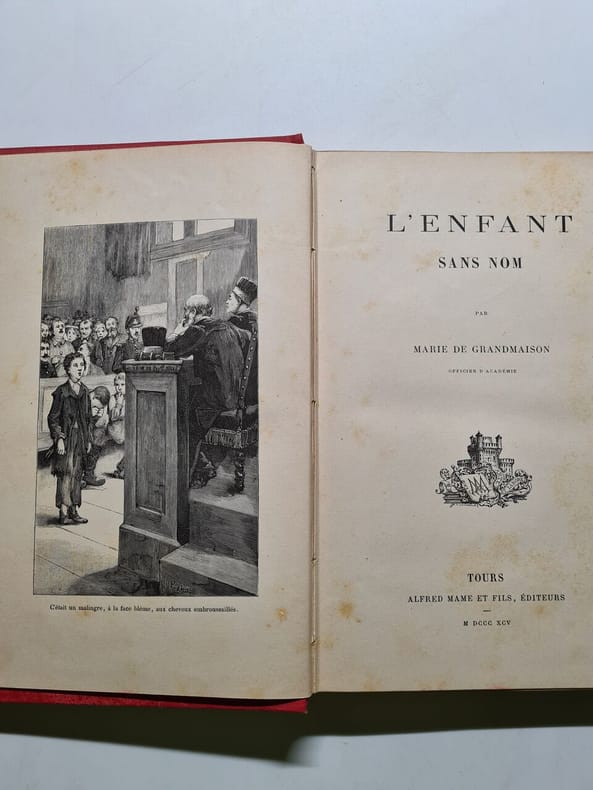 C'était un malingre, à la face blême, aux cheveux embroussaillés.
L'ENFANT
SANS NOM
PAR
MARIE DE GRANDMAISON
OFFICIER D'ACADÉMIE
TOURS
ALFRED MAME ET FILS, ÉDITEURS
M DCCC XCV